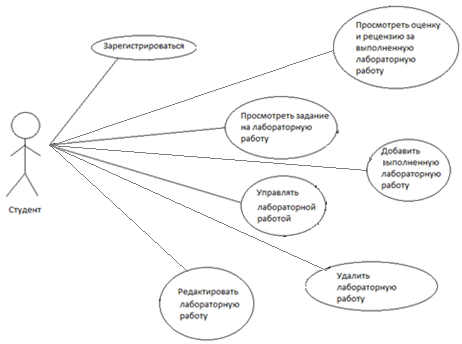 Зарегистрироваться
Просмотреть оценку
и рецензию за
выполненную
лабораторную
работу
Просмотреть задание
на лабораторную
работу
Добавить
выполненную
лабораторную
работу
Студент
Управлять
лабораторной
работой
Редактировать
лабораторную
работу
Удалить
лабораторную
работу